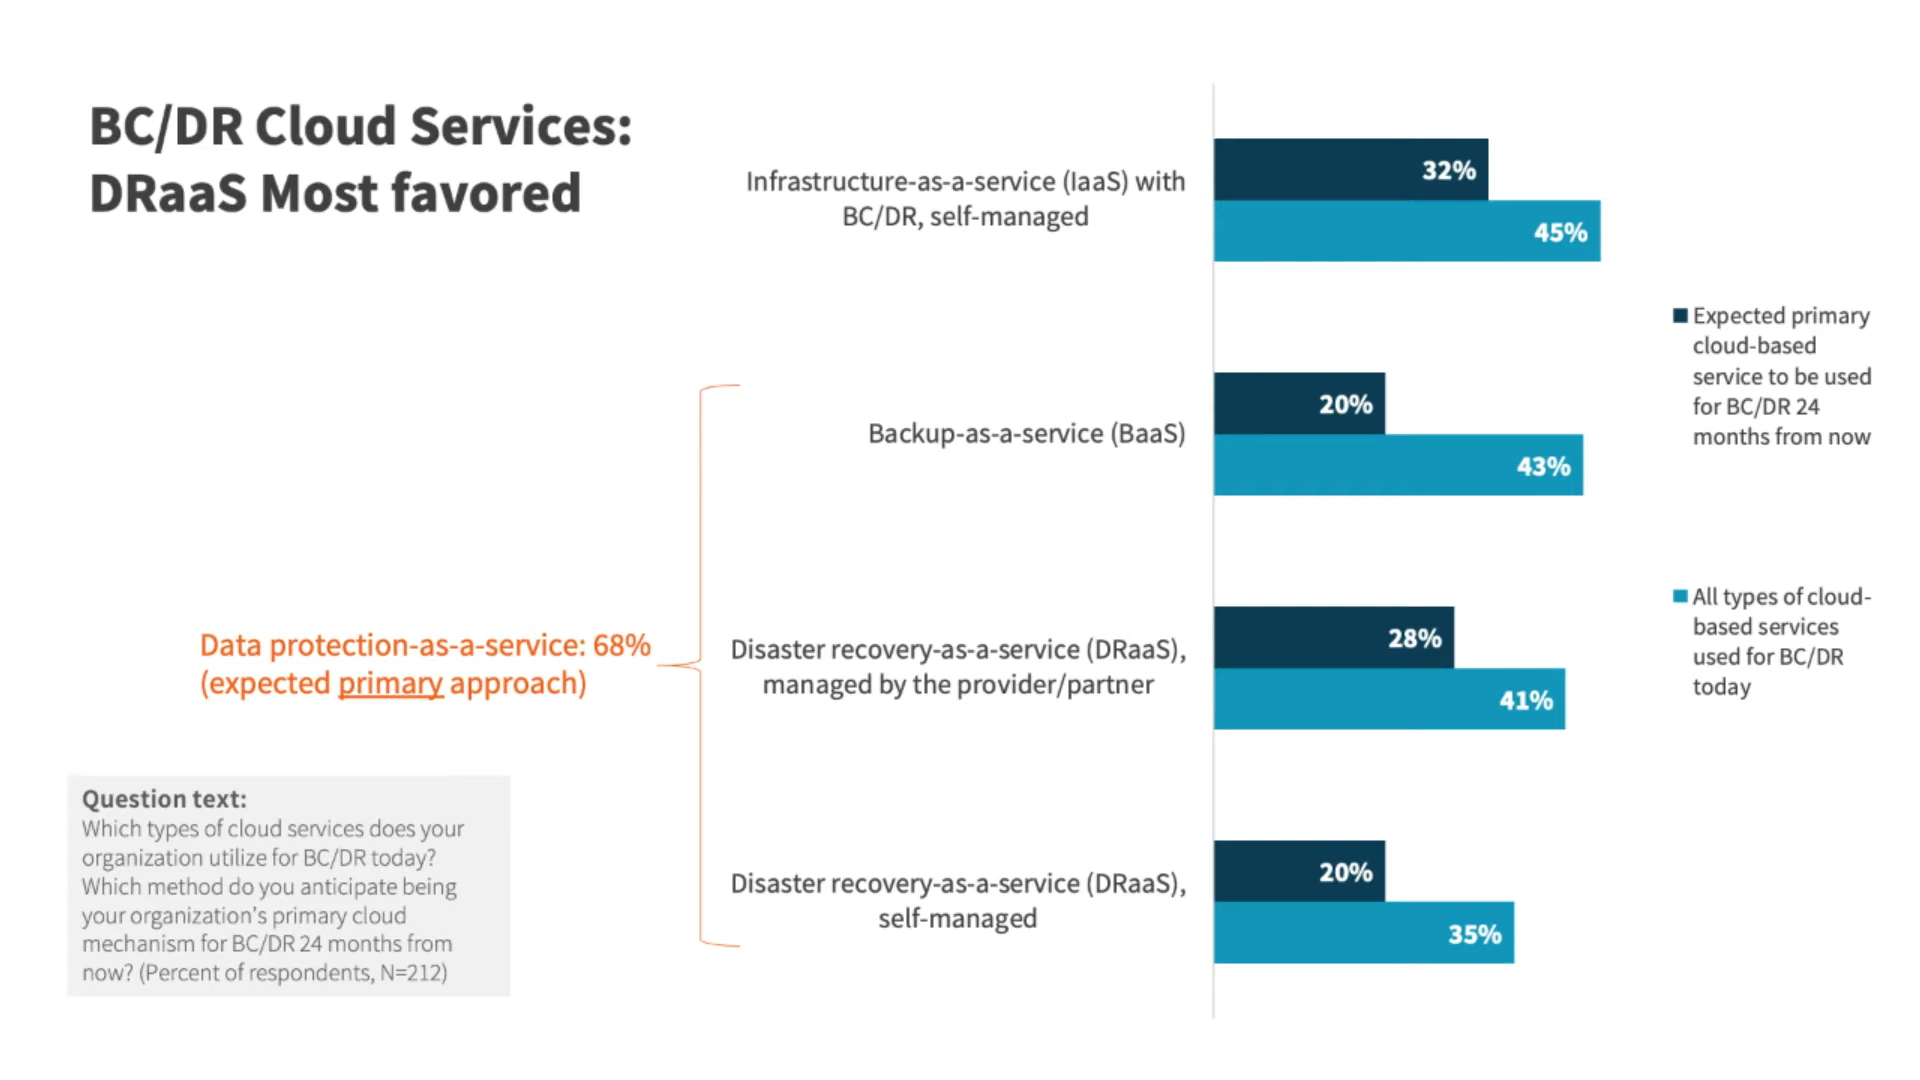 BC/DR Cloud Services:
DRaaS Most favored
Infrastructure-as-a-service (IaaS) with
BC/DR, self-managed
32%
45%
Backup-as-a-service (BaaS)
20%
43%
Disaster recovery-as-a-service (DRaaS),
managed by the provider/partner
28%
41%
Disaster recovery-as-a-service (DRaaS),
self-managed
20%
35%
Expected primary
cloud-based
service to be used
for BC/DR 24
months from now
All types of cloud-
based services
used for BC/DR
today
Data protection-as-a-service: 68%
(expected primary approach)
Question text:
Which types of cloud services does your
organization utilize for BC/DR today?
Which method do you anticipate being
your organization's primary cloud
mechanism for BC/DR 24 months from
now? (Percent of respondents, N=212)